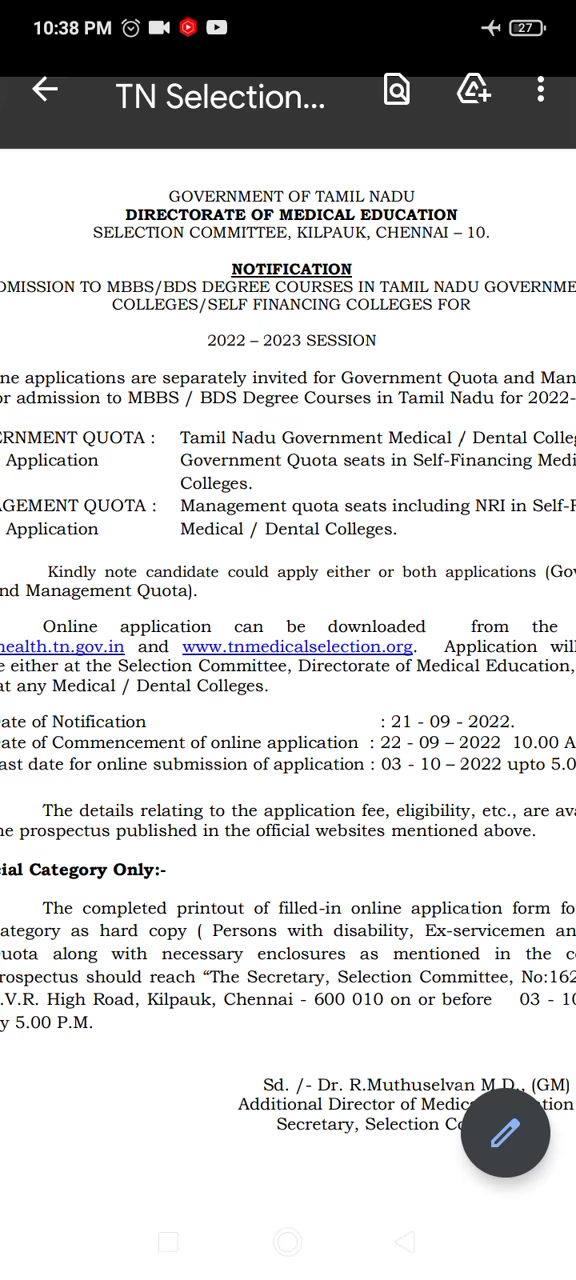 10:38 PM
27
TN Selection...
GOVERNMENT OF TAMIL NADU
DIRECTORATE OF MEDICAL EDUCATION
SELECTION COMMITTEE, KILPAUK, CHENNAI – 10.
NOTIFICATION
DMISSION TO MBBS/BDS DEGREE COURSES IN TAMIL NADU GOVERNME
COLLEGES/SELF FINANCING COLLEGES FOR
2022 – 2023 SESSION
ne applications are separately invited for Government Quota and Man
or admission to MBBS / BDS Degree Courses in Tamil Nadu for 2022-
ERNMENT QUOTA : Tamil Nadu Government Medical / Dental Colleg
Application Government Quota seats in Self-Financing Medi
Colleges.
AGEMENT QUOTA : Management quota seats including NRI in Self-F
Application Medical / Dental Colleges.
Kindly note candidate could apply either or both applications (Gov
nd Management Quota).
Online application can be downloaded from the
health.tn.gov.in and www.tnmedicalselection.org. Application will
e either at the Selection Committee, Directorate of Medical Education,
at any Medical / Dental Colleges.
ate of Notification : 21 - 09 - 2022.
ate of Commencement of online application : 22 - 09 – 2022 10.00 A
ast date for online submission of application : 03 - 10 – 2022 upto 5.0
The details relating to the application fee, eligibility, etc., are ava
he prospectus published in the official websites mentioned above.
cial Category Only:-
The completed printout of filled-in online application form fo
ategory as hard copy ( Persons with disability, Ex-servicemen an
uota along with necessary enclosures as mentioned in the c
rospectus should reach “The Secretary, Selection Committee, No:162
.V.R. High Road, Kilpauk, Chennai - 600 010 on or before 03 - 10
y 5.00 P.M.
Sd. /- Dr. R.Muthuselvan M.D., (GM)
Additional Director of Medic tion
Secretary, Selection Co